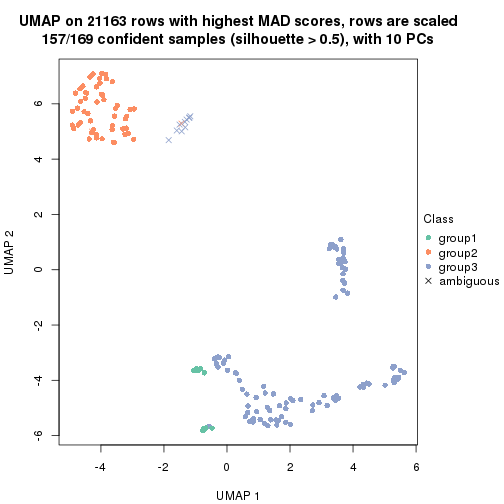 UMAP on 21163 rows with highest MAD scores, rows are scaled
157/169 confident samples (silhouette > 0.5), with 10 PCs
6
4
2
0
-2
-4
-6
UMAP 2
-4
-2
0
2
4
6
UMAP 1
Class
group1
group2
group3
ambiguous